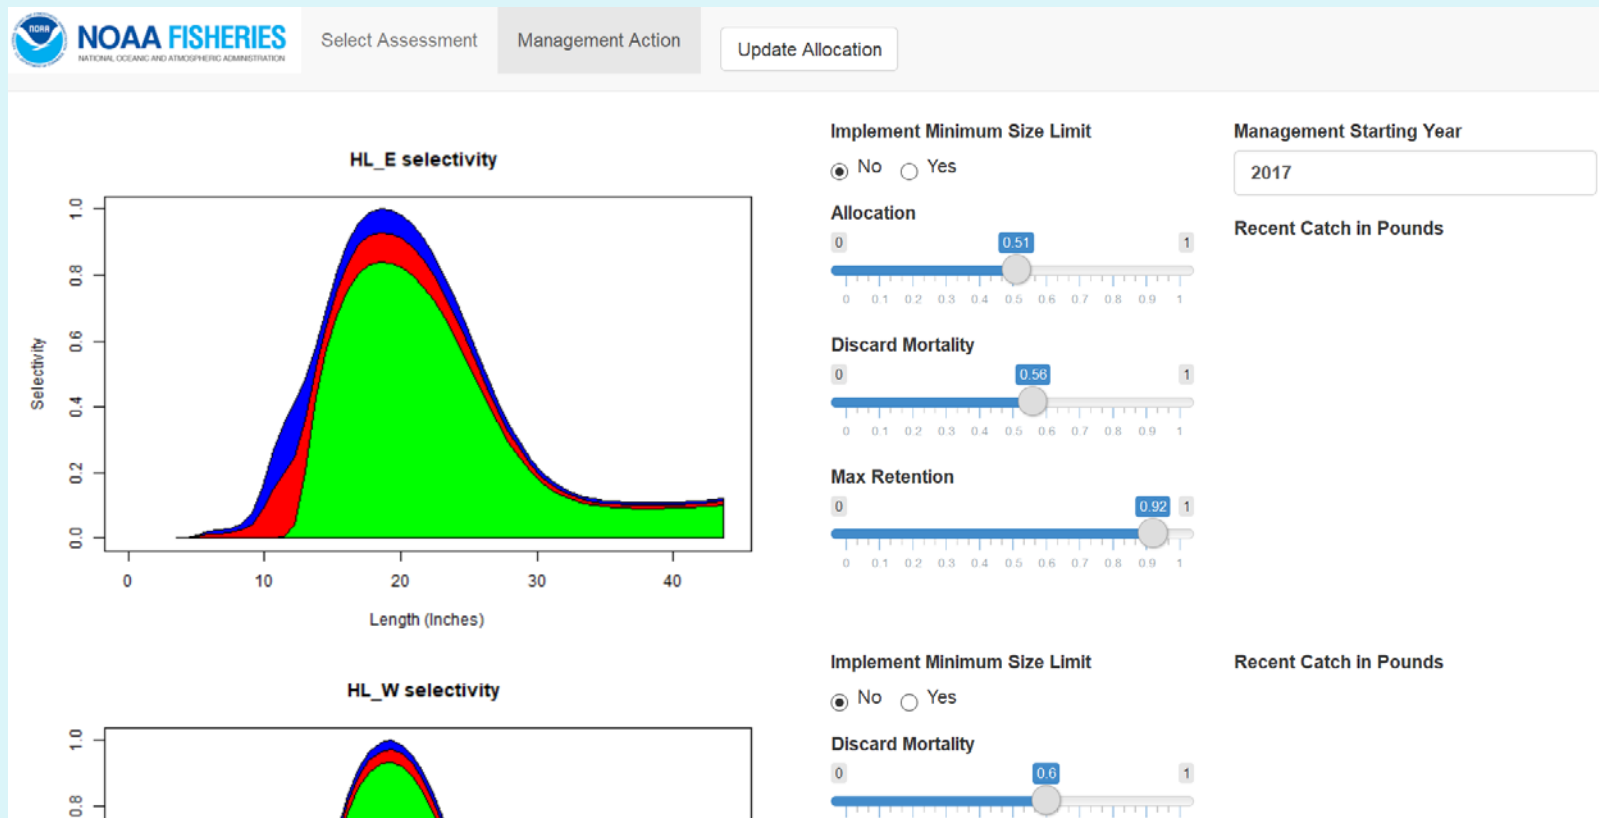 NOAA
NOAA FISHERIES
NATIONAL OCEANIC AND ATMOSPHERIC ADMINISTRATION
Select Assessment
Management Action
Update Allocation
HL_E selectivity
Selectivity
0.0 0.2 0.4 0.6 0.8 1.0
0 10 20 30 40
Length (Inches)
Implement Minimum Size Limit
No Yes
Allocation
0 0.51 1
0 0.1 0.2 0.3 0.4 0.5 0.6 0.7 0.8 0.9 1
Discard Mortality
0 0.56 1
0 0.1 0.2 0.3 0.4 0.5 0.6 0.7 0.8 0.9 1
Max Retention
0 0.92 1
0 0.1 0.2 0.3 0.4 0.5 0.6 0.7 0.8 0.9 1
Management Starting Year
2017
Recent Catch in Pounds
HL_W selectivity
0.8 1.0
Implement Minimum Size Limit
No Yes
Discard Mortality
0 0.6 1
Recent Catch in Pounds